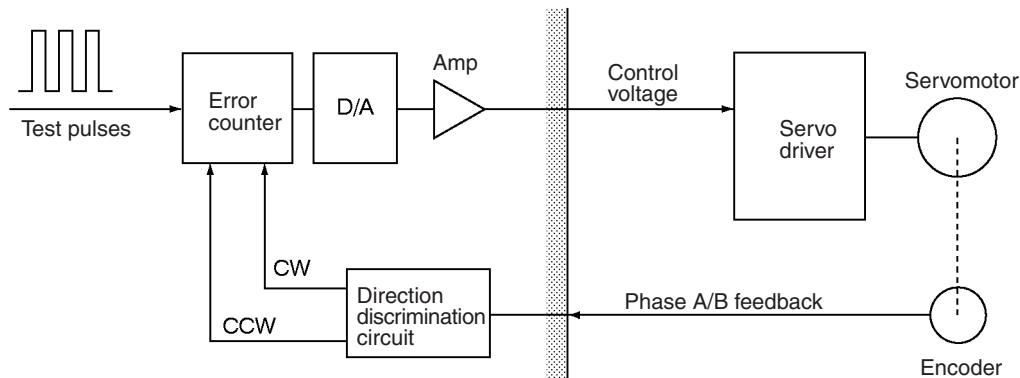 Test pulses
Error
counter
D/A
Amp
Control
voltage
Servo
driver
Servomotor
CW
CCW
Direction
discrimination
circuit
Phase A/B feedback
Encoder